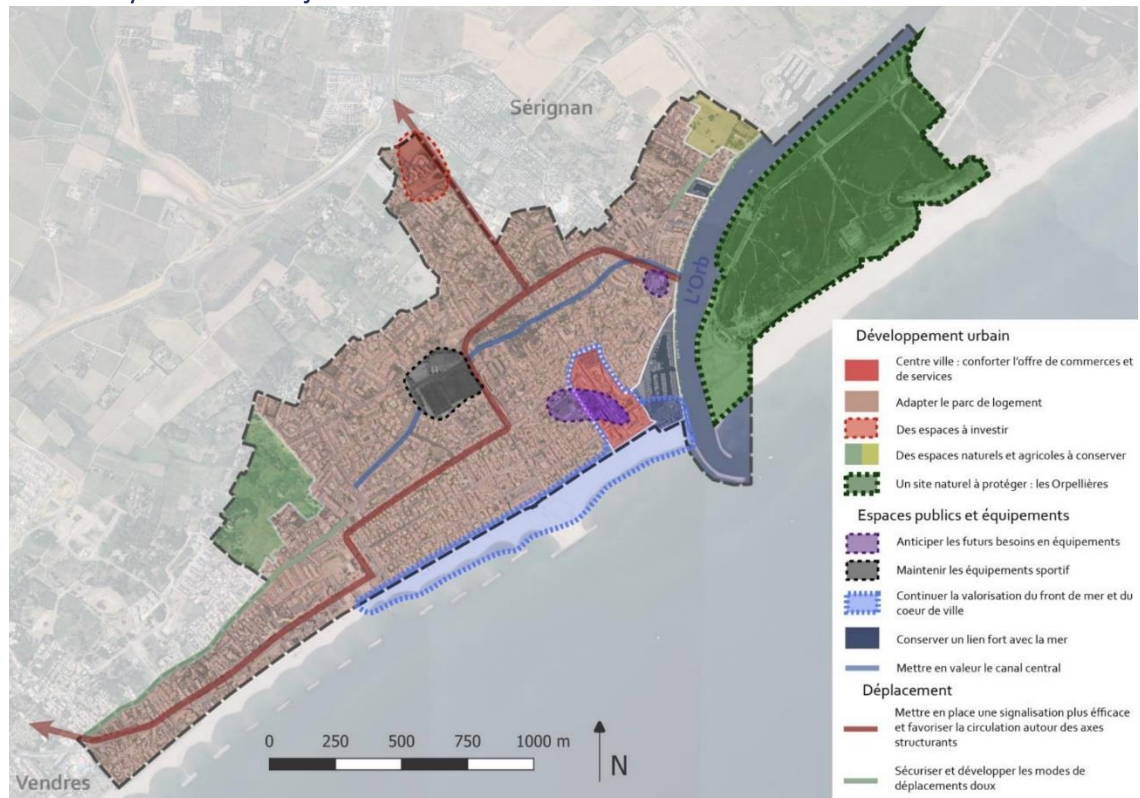 Sérignan
L'Orb
Développement urbain
Centre ville : conforter l'offre de commerces et
de services
Adapter le parc de logement
Des espaces à investir
Des espaces naturels et agricoles à conserver
Un site naturel à protéger : les Orpellières
Espaces publics et équipements
Anticiper les futurs besoins en équipements
Maintenir les équipements sportif
Continuer la valorisation du front de mer et du
coeur de ville
Conserver un lien fort avec la mer
Mettre en valeur le canal central
Déplacement
Mettre en place une signalisation plus éfficace
et favoriser la circulation autour des axes
structurants
Sécuriser et développer les modes de
déplacements doux
0 250 500 750 1000 m
N
Vendres